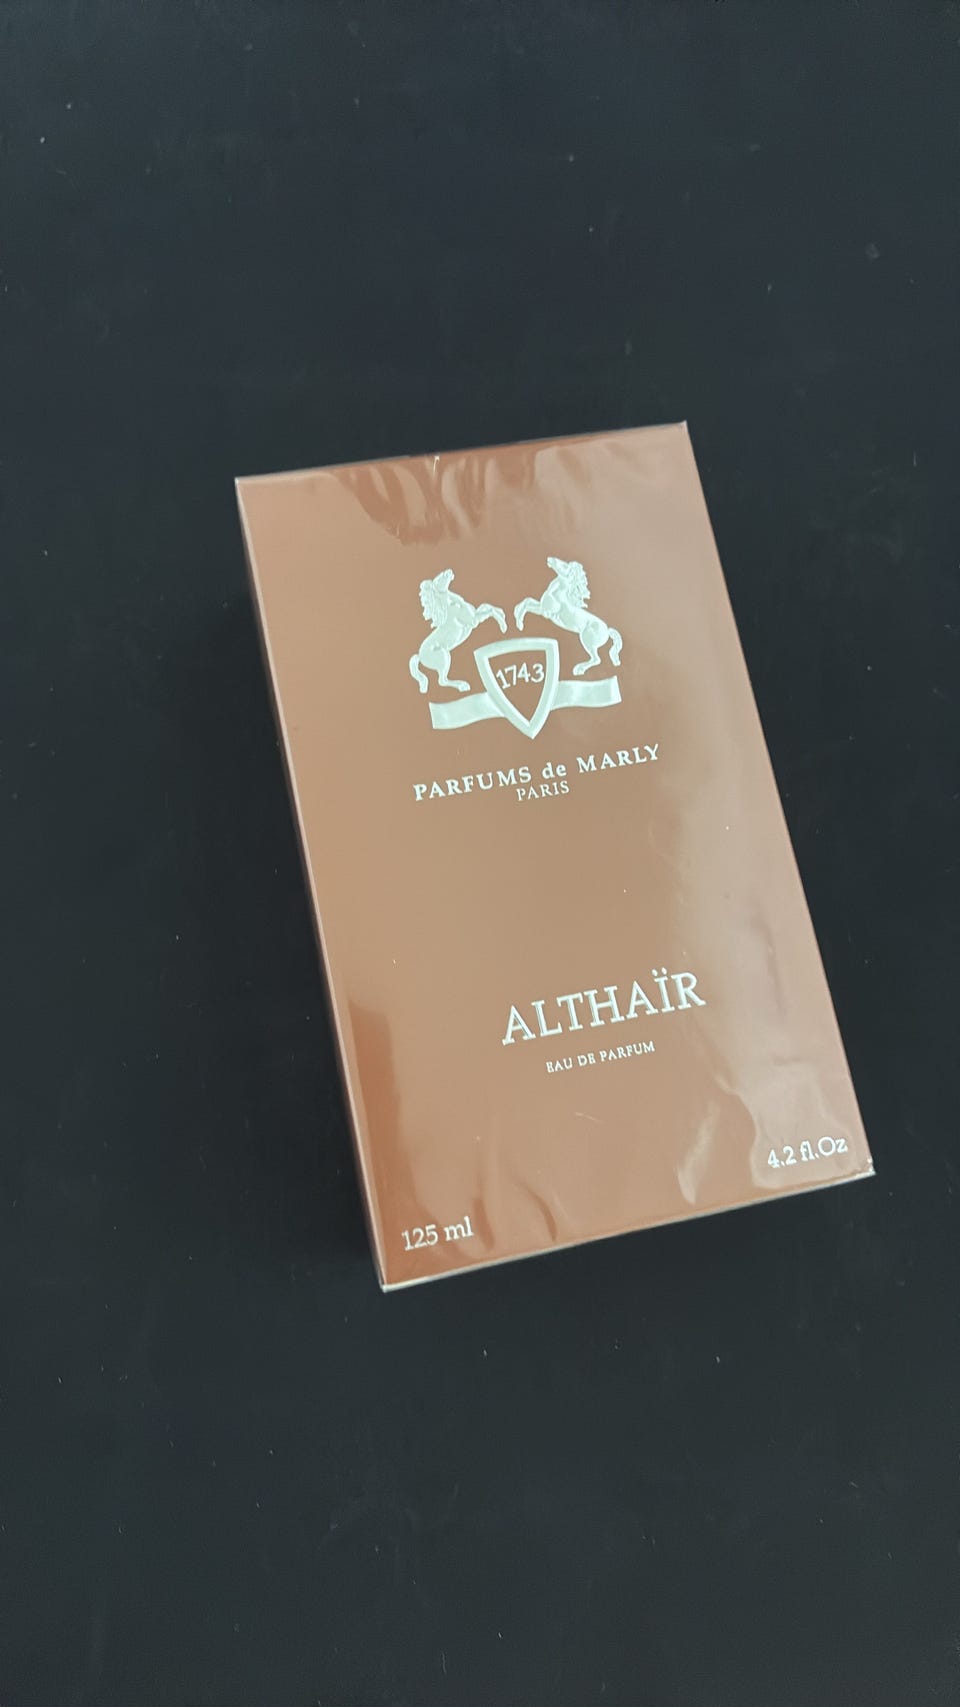 1743
PARFUMS de MARLY
PARIS
ALTHAÏR
EAU DE PARFUM
4.2 fl.Oz
125 ml